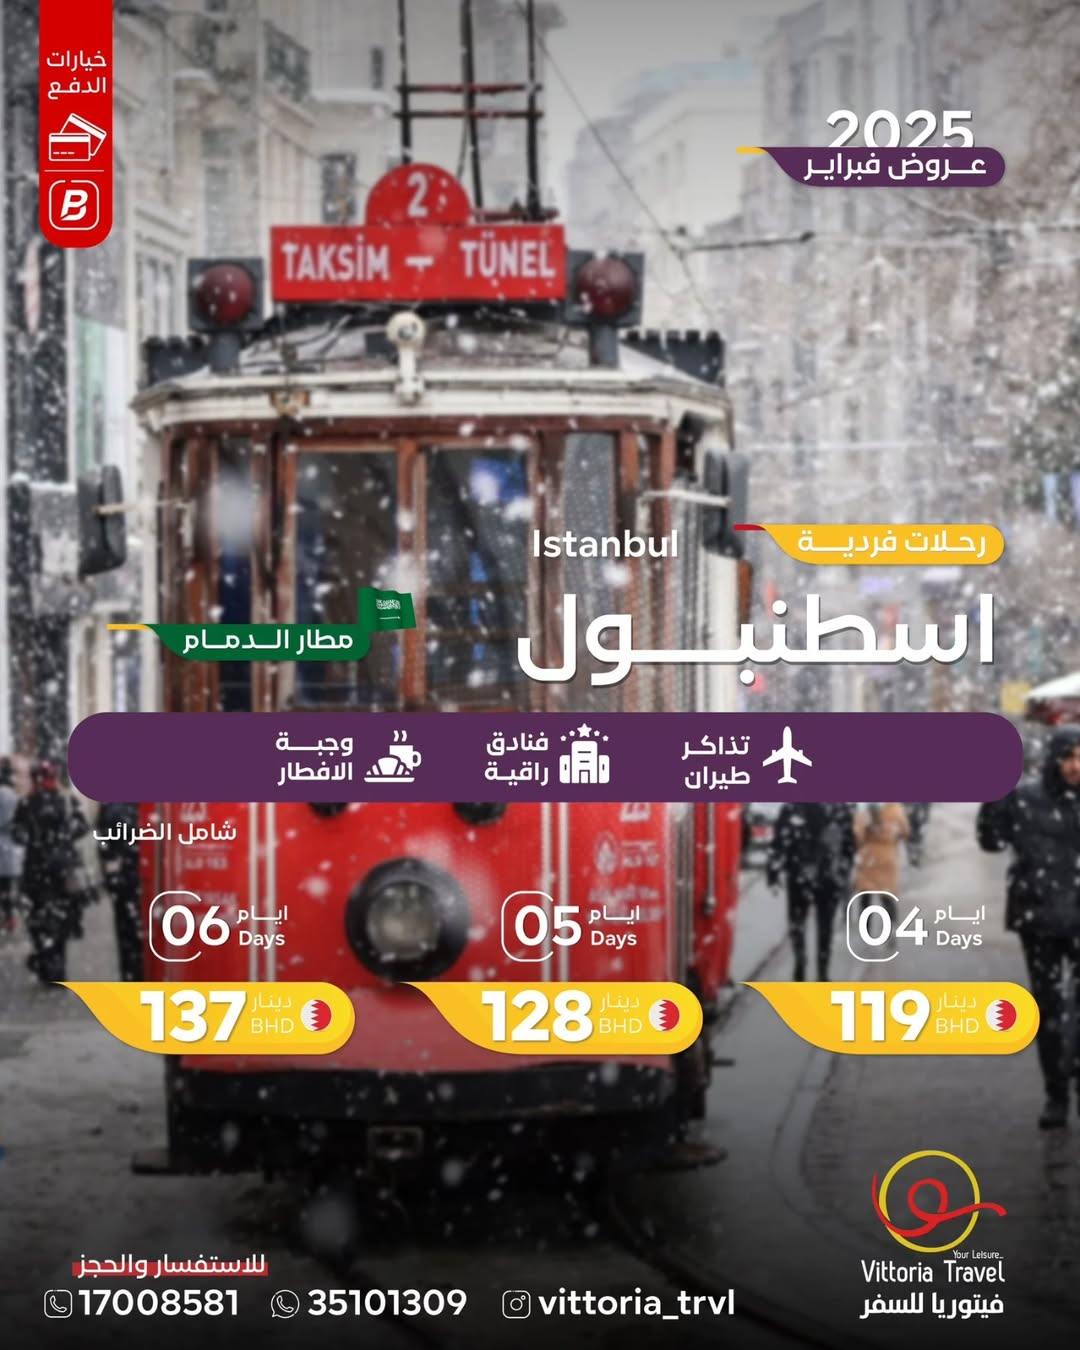 خيارات
الدفع
B
2025
عروض فبراير
2
TAKSİM - TÜNEL
رحلات فردية
Istanbul
اسطنبول
مطار الدمام
تذاكر
طيران
فنادق
راقية
وجبة
الافطار
شامل الضرائب
04 ايام
Days
05 ايام
Days
06 ايام
Days
119 دينار
BHD
128 دينار
BHD
137 دينار
BHD
Your Leisure...
Vittoria Travel
فيتوريا للسفر
للاستفسار والحجز
17008581
35101309
vittoria_trvl